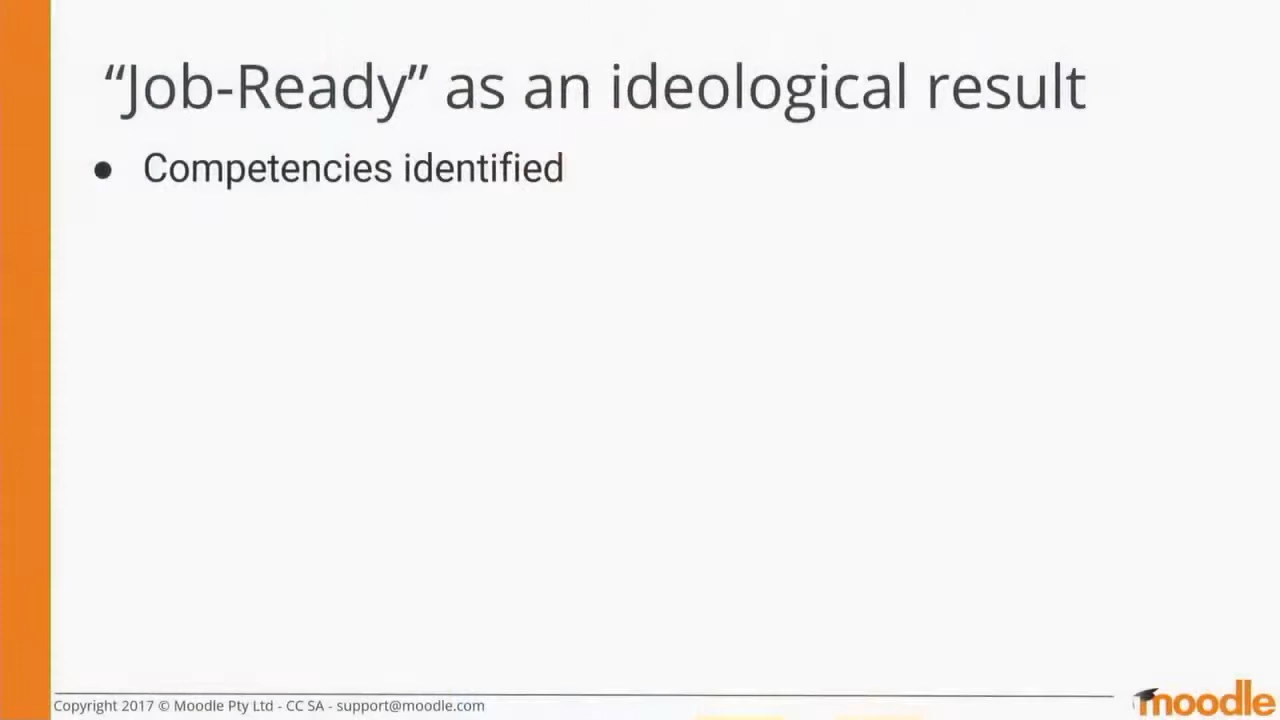 “Job-Ready” as an ideological result
● Competencies identified
Copyright 2017 © Moodle Pty Ltd - CC SA - support@moodle.com
moodle